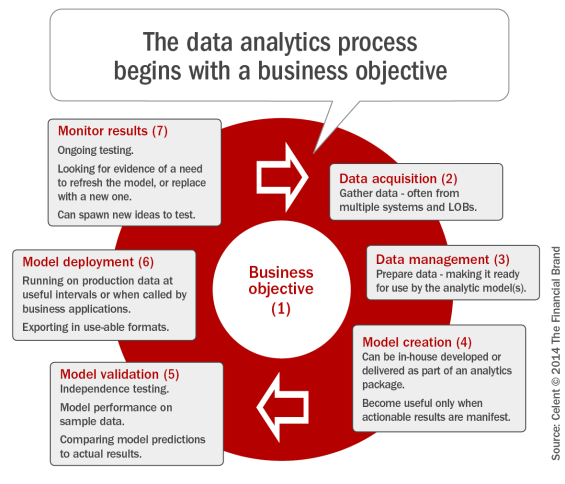 The data analytics process
begins with a business objective
Monitor results (7)
Ongoing testing.
Looking for evidence of a need
to refresh the model, or replace
with a new one.
Can spawn new ideas to test.
Data acquisition (2)
Gather data - often from
multiple systems and LOBs.
Data management (3)
Prepare data - making it ready
for use by the analytic model(s).
Model creation (4)
Can be in-house developed or
delivered as part of an analytics
package.
Become useful only when
actionable results are manifest.
Model validation (5)
Independence testing.
Model performance on
sample data.
Comparing model predictions
to actual results.
Model deployment (6)
Running on production data at
useful intervals or when called by
business applications.
Exporting in use-able formats.
Business
objective
(1)
Source: Celent © 2014 The Financial Brand